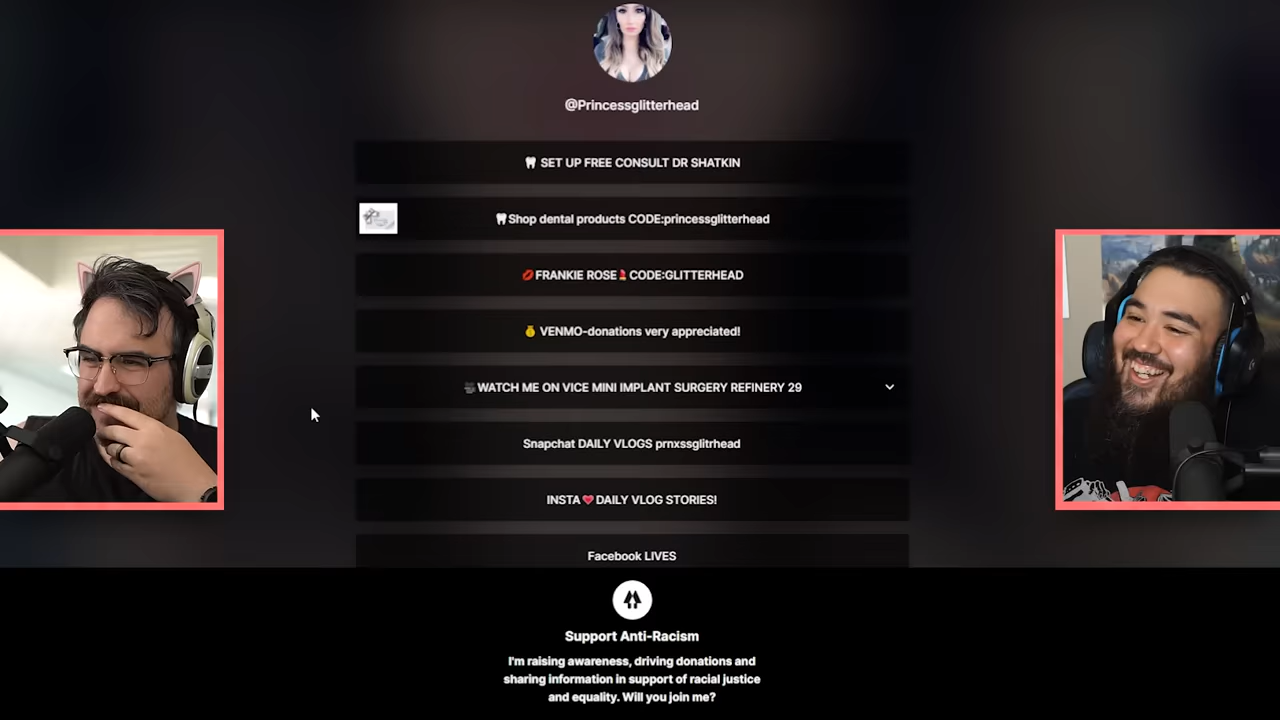 @Princessglitterhead
🦷 SET UP FREE CONSULT DR SHATKIN
🦷Shop dental products CODE:princessglitterhead
💋FRANKIE ROSE💄CODE:GLITTERHEAD
💰 VENMO-donations very appreciated!
🎥WATCH ME ON VICE MINI IMPLANT SURGERY REFINERY 29
Snapchat DAILY VLOGS prnxssglitrhead
INSTA❤️DAILY VLOG STORIES!
Facebook LIVES
Support Anti-Racism
I'm raising awareness, driving donations and
sharing information in support of racial justice
and equality. Will you join me?